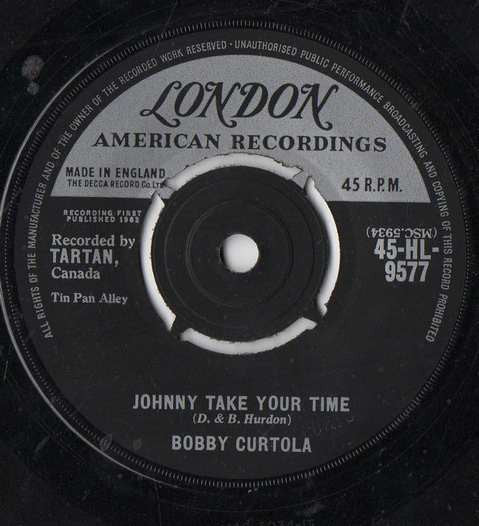 ALL RIGHTS OF THE MANUFACTURER AND OF THE OWNER OF THE RECORDED WORK RESERVED · UNAUTHORISED PUBLIC PERFORMANCE BROADCASTING AND COPYING OF THIS RECORD PROHIBITED
LONDON
AMERICAN RECORDINGS
MADE IN ENGLAND
THE DECCA RECORD Co. Ltd
45 R.P.M.
RECORDING FIRST
PUBLISHED 1962
(MSC.5934)
Recorded by
TARTAN,
Canada
45-HL-
9577
Tin Pan Alley
JOHNNY TAKE YOUR TIME
(D. & B. Hurdon)
BOBBY CURTOLA